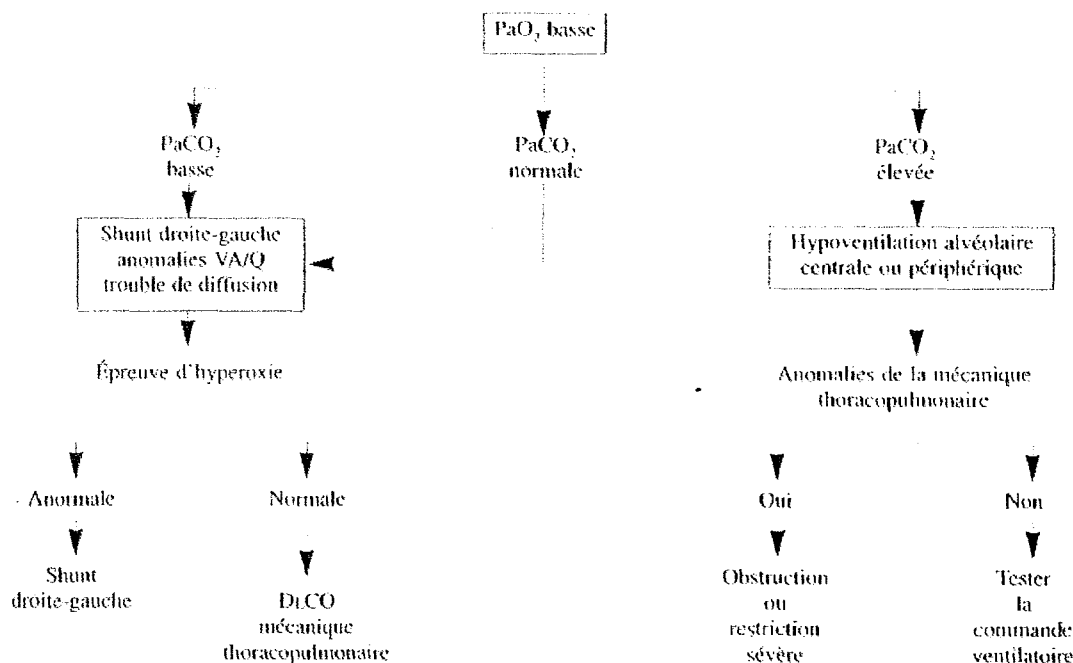 PaO₂ basse
PaCO₂
basse
PaCO₂
normale
PaCO₂
élevée
Shunt droite-gauche
anomalies VA/Q
trouble de diffusion
Hypoventilation alvéolaire
centrale ou périphérique
Épreuve d'hyperoxie
Anomalies de la mécanique
thoracopulmonaire
Anormale
Normale
Oui
Non
Shunt
droite-gauche
DLCO
mécanique
thoracopulmonaire
Obstruction
ou
restriction
sévère
Tester
la
commande
ventilatoire